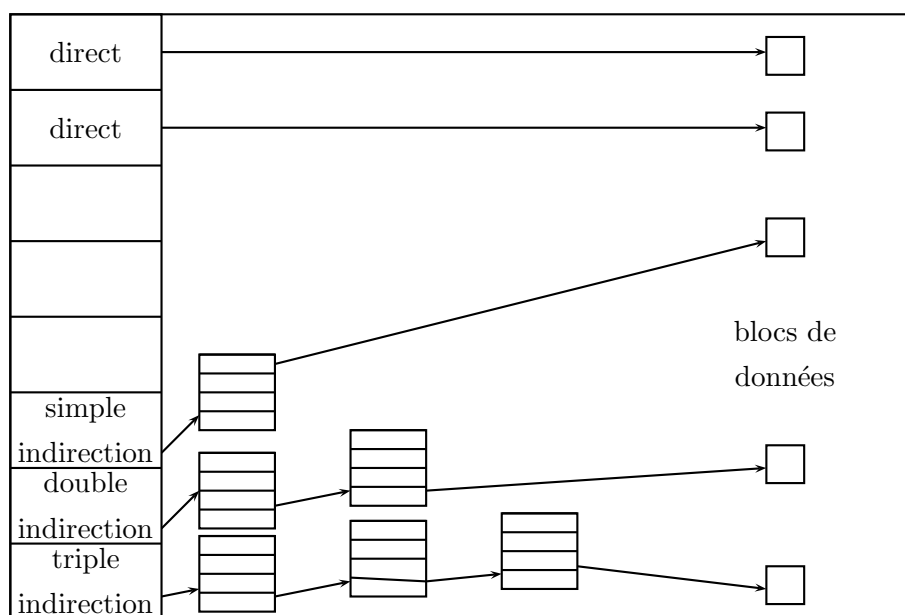 direct
direct
blocs de
données
simple
indirection
double
indirection
triple
indirection